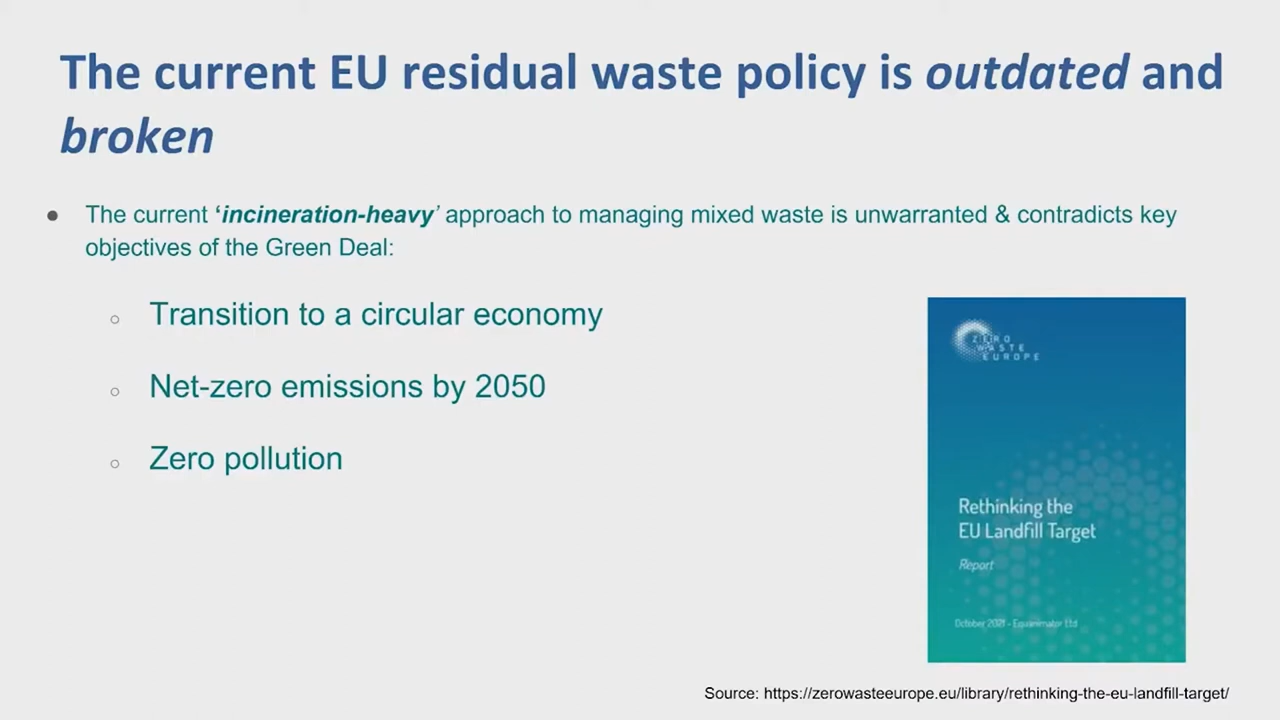 The current EU residual waste policy is outdated and
broken
● The current ‘incineration-heavy’ approach to managing mixed waste is unwarranted & contradicts key
objectives of the Green Deal:
○ Transition to a circular economy
○ Net-zero emissions by 2050
○ Zero pollution
ZERO
WASTE
EUROPE
Rethinking the
EU Landfill Target
Report
October 2021 - Equanimator Ltd
Source: https://zerowasteeurope.eu/library/rethinking-the-eu-landfill-target/